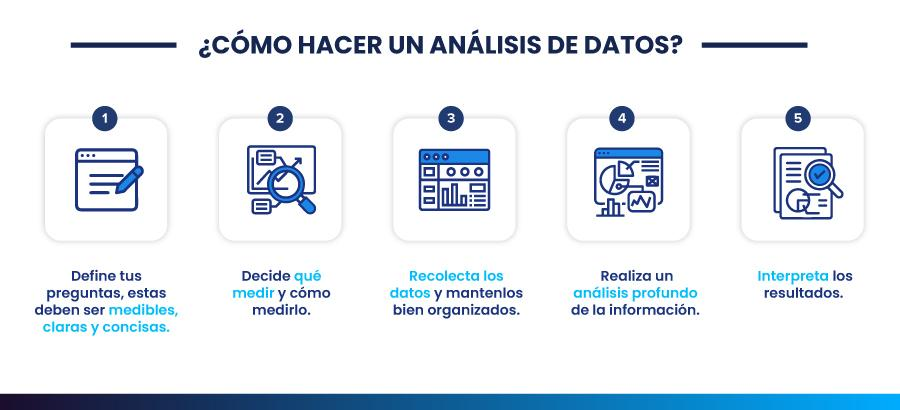 ¿CÓMO HACER UN ANÁLISIS DE DATOS?
1
Define tus
preguntas, estas
deben ser medibles,
claras y concisas.
2
Decide qué
medir y cómo
medirlo.
3
Recolecta los
datos y mantenlos
bien organizados.
4
Realiza un
análisis profundo
de la información.
5
Interpreta los
resultados.